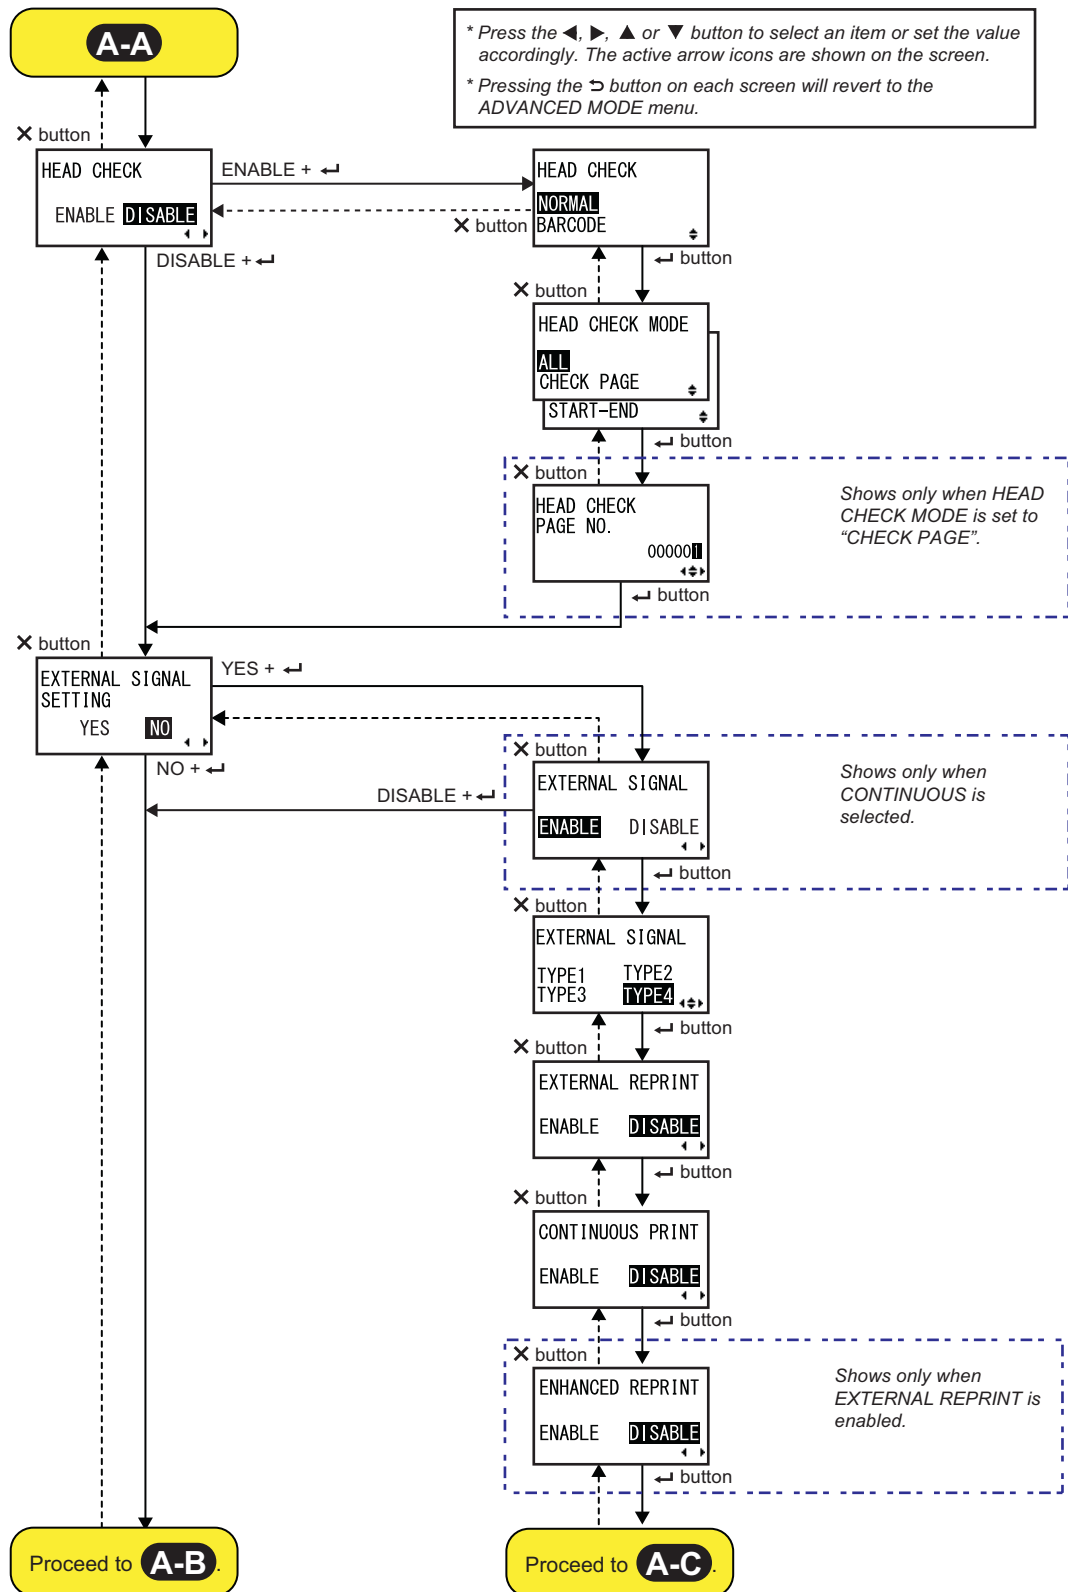 A-A
* Press the ◀, ▶, ▲ or ▼ button to select an item or set the value
accordingly. The active arrow icons are shown on the screen.
* Pressing the ⮌ button on each screen will revert to the
ADVANCED MODE menu.
✕ button
HEAD CHECK
ENABLE DISABLE
ENABLE + ↵
DISABLE + ↵
HEAD CHECK
NORMAL
BARCODE
✕ button
↵ button
✕ button
HEAD CHECK MODE
ALL
CHECK PAGE
START-END
↵ button
✕ button
HEAD CHECK
PAGE NO.
000001
↵ button
Shows only when HEAD
CHECK MODE is set to
“CHECK PAGE”.
✕ button
EXTERNAL SIGNAL
SETTING
YES NO
YES + ↵
NO + ↵
✕ button
EXTERNAL SIGNAL
ENABLE DISABLE
DISABLE + ↵
↵ button
Shows only when
CONTINUOUS is
selected.
✕ button
EXTERNAL SIGNAL
TYPE1 TYPE2
TYPE3 TYPE4
↵ button
✕ button
EXTERNAL REPRINT
ENABLE DISABLE
↵ button
✕ button
CONTINUOUS PRINT
ENABLE DISABLE
↵ button
✕ button
ENHANCED REPRINT
ENABLE DISABLE
↵ button
Shows only when
EXTERNAL REPRINT is
enabled.
Proceed to A-B.
Proceed to A-C.